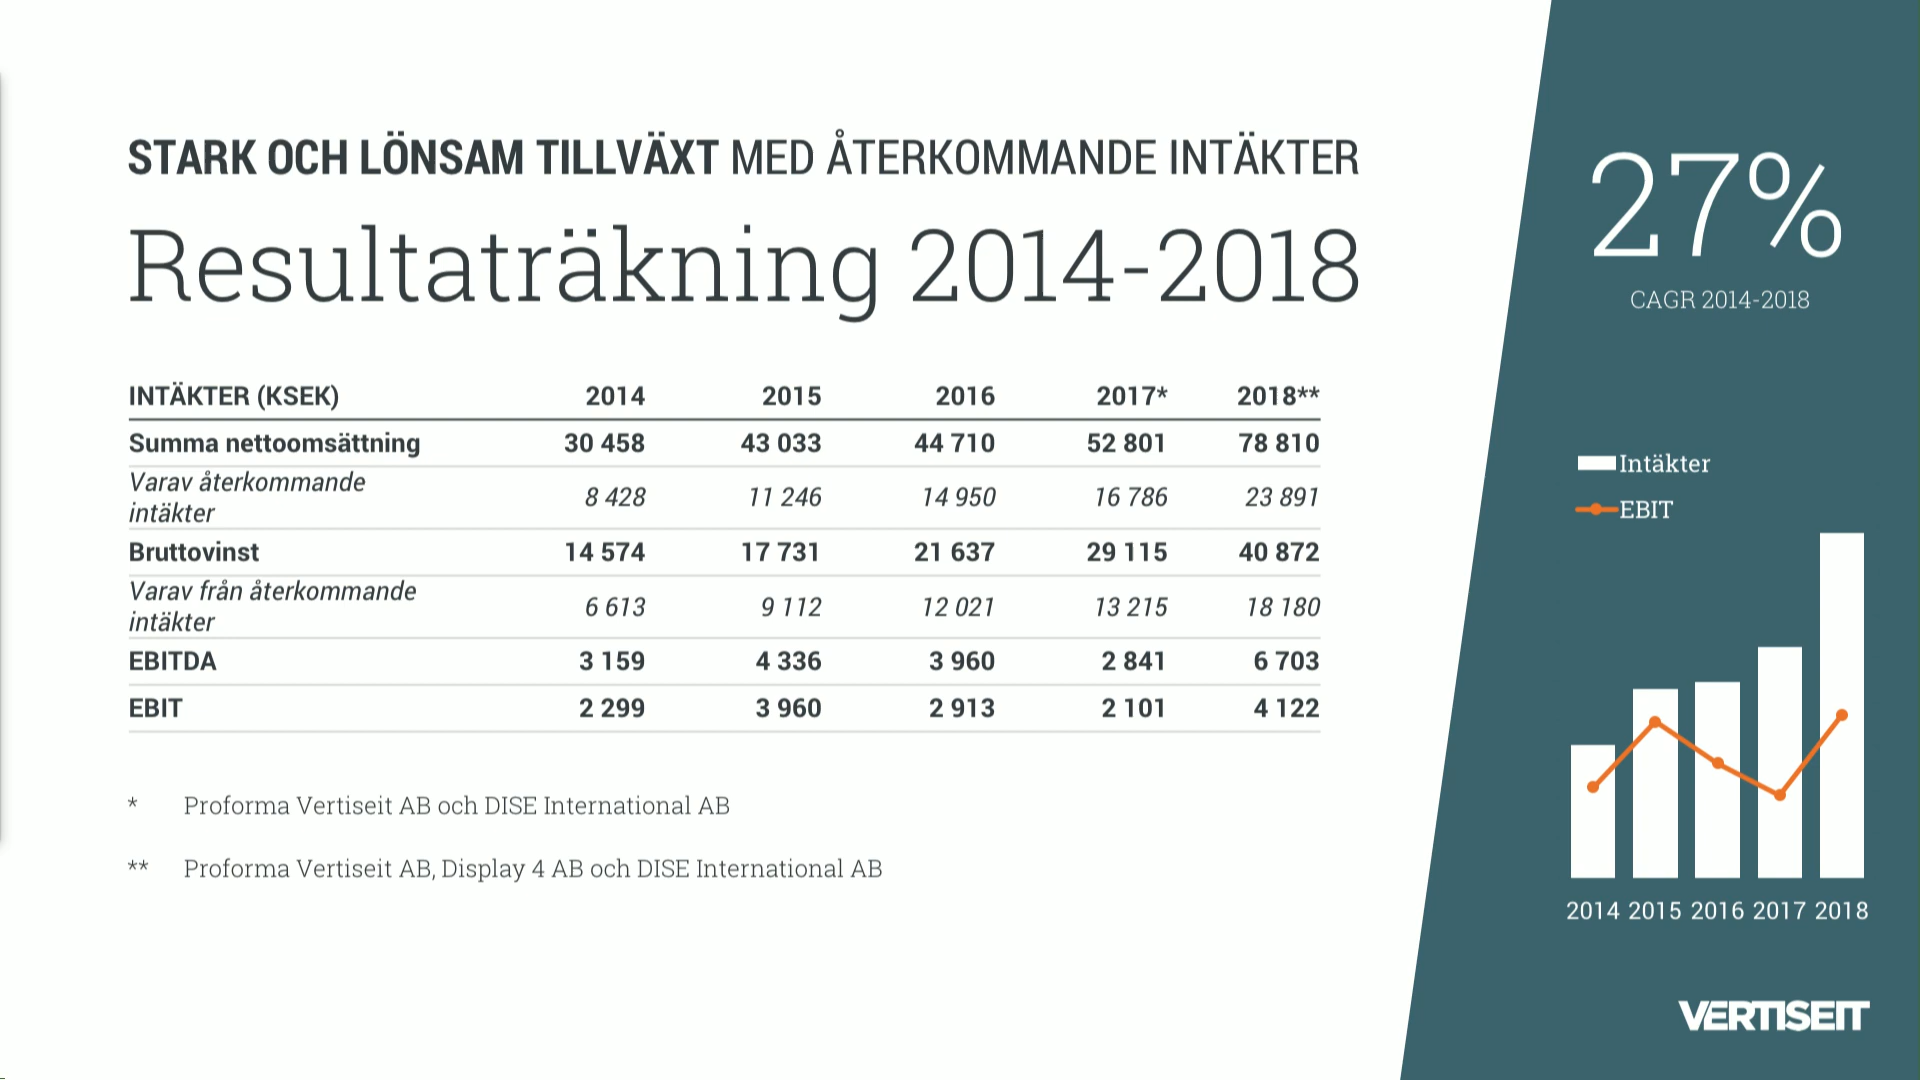 STARK OCH LÖNSAM TILLVÄXT MED ÅTERKOMMANDE INTÄKTER
Resultaträkning 2014-2018
INTÄKTER (KSEK) 2014 2015 2016 2017* 2018**
Summa nettoomsättning 30 458 43 033 44 710 52 801 78 810
Varav återkommande
intäkter 8 428 11 246 14 950 16 786 23 891
Bruttovinst 14 574 17 731 21 637 29 115 40 872
Varav från återkommande
intäkter 6 613 9 112 12 021 13 215 18 180
EBITDA 3 159 4 336 3 960 2 841 6 703
EBIT 2 299 3 960 2 913 2 101 4 122
* Proforma Vertiseit AB och DISE International AB
** Proforma Vertiseit AB, Display 4 AB och DISE International AB
27%
CAGR 2014-2018
Intäkter
EBIT
2014 2015 2016 2017 2018
VERTISEIT